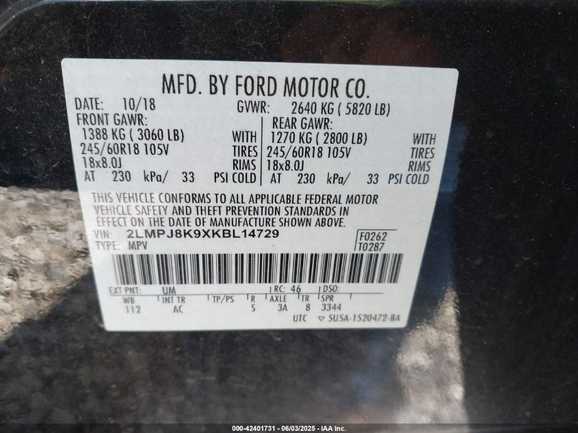 MFD. BY FORD MOTOR CO.
DATE: 10/18 GVWR: 2640 KG ( 5820 LB)
FRONT GAWR: REAR GAWR:
1388 KG ( 3060 LB) WITH 1270 KG ( 2800 LB) WITH
245/60R18 105V TIRES 245/60R18 105V TIRES
18x8.0J RIMS 18x8.0J RIMS
AT 230 kPa/ 33 PSI COLD AT 230 kPa/ 33 PSI COLD
THIS VEHICLE CONFORMS TO ALL APPLICABLE FEDERAL MOTOR
VEHICLE SAFETY AND THEFT PREVENTION STANDARDS IN
EFFECT ON THE DATE OF MANUFACTURE SHOWN ABOVE.
VIN: 2LMPJ8K9XKBL14729 F0262
TYPE: MPV T0287
EXT PNT: UM RC: 46 DSO:
WB INT TR TP/PS R AXLE TR SPR
112 AC 5 3A 8 3344
UTC ▽ 5U5A-1520472-BA
000-42401731 - 06/03/2025 - IAA Inc.